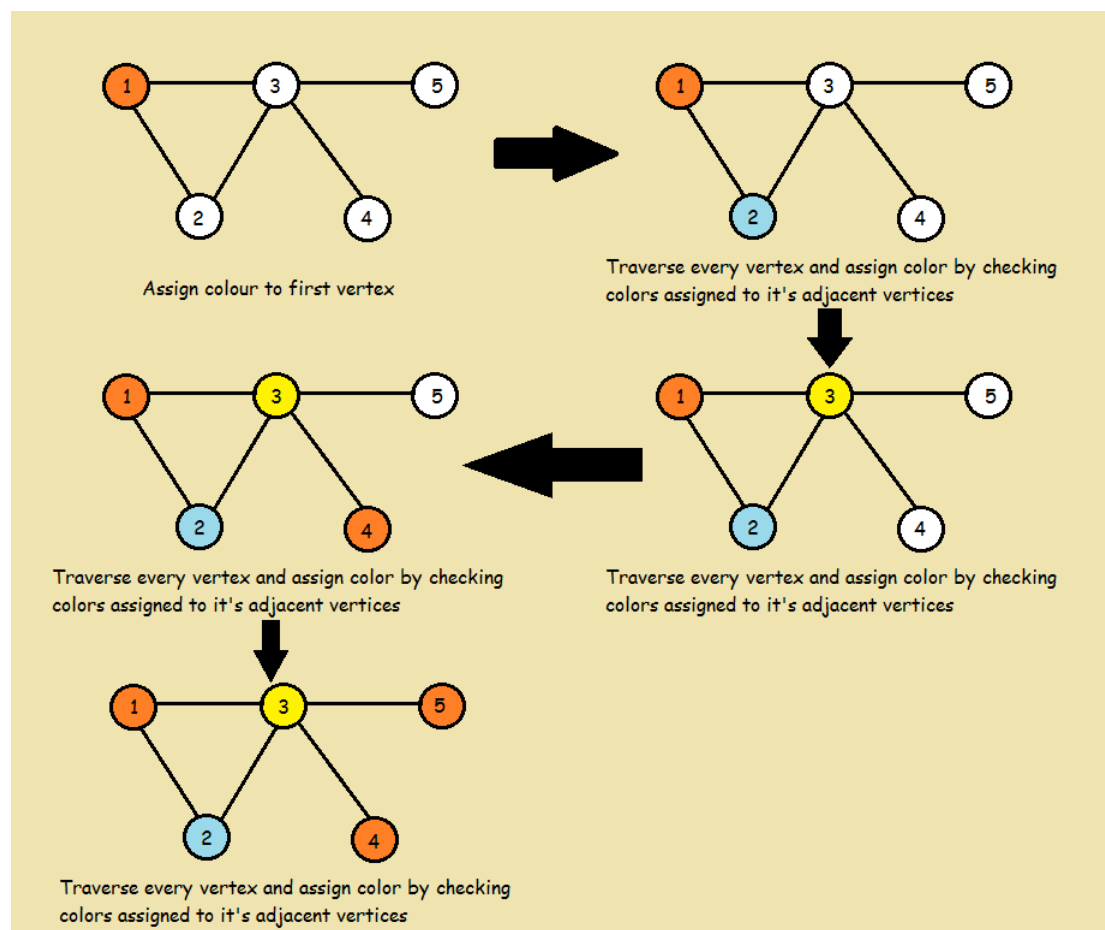 1 3 5
2 4
Assign colour to first vertex
1 3 5
2 4
Traverse every vertex and assign color by checking
colors assigned to it's adjacent vertices
1 3 5
2 4
Traverse every vertex and assign color by checking
colors assigned to it's adjacent vertices
1 3 5
2 4
Traverse every vertex and assign color by checking
colors assigned to it's adjacent vertices
1 3 5
2 4
Traverse every vertex and assign color by checking
colors assigned to it's adjacent vertices